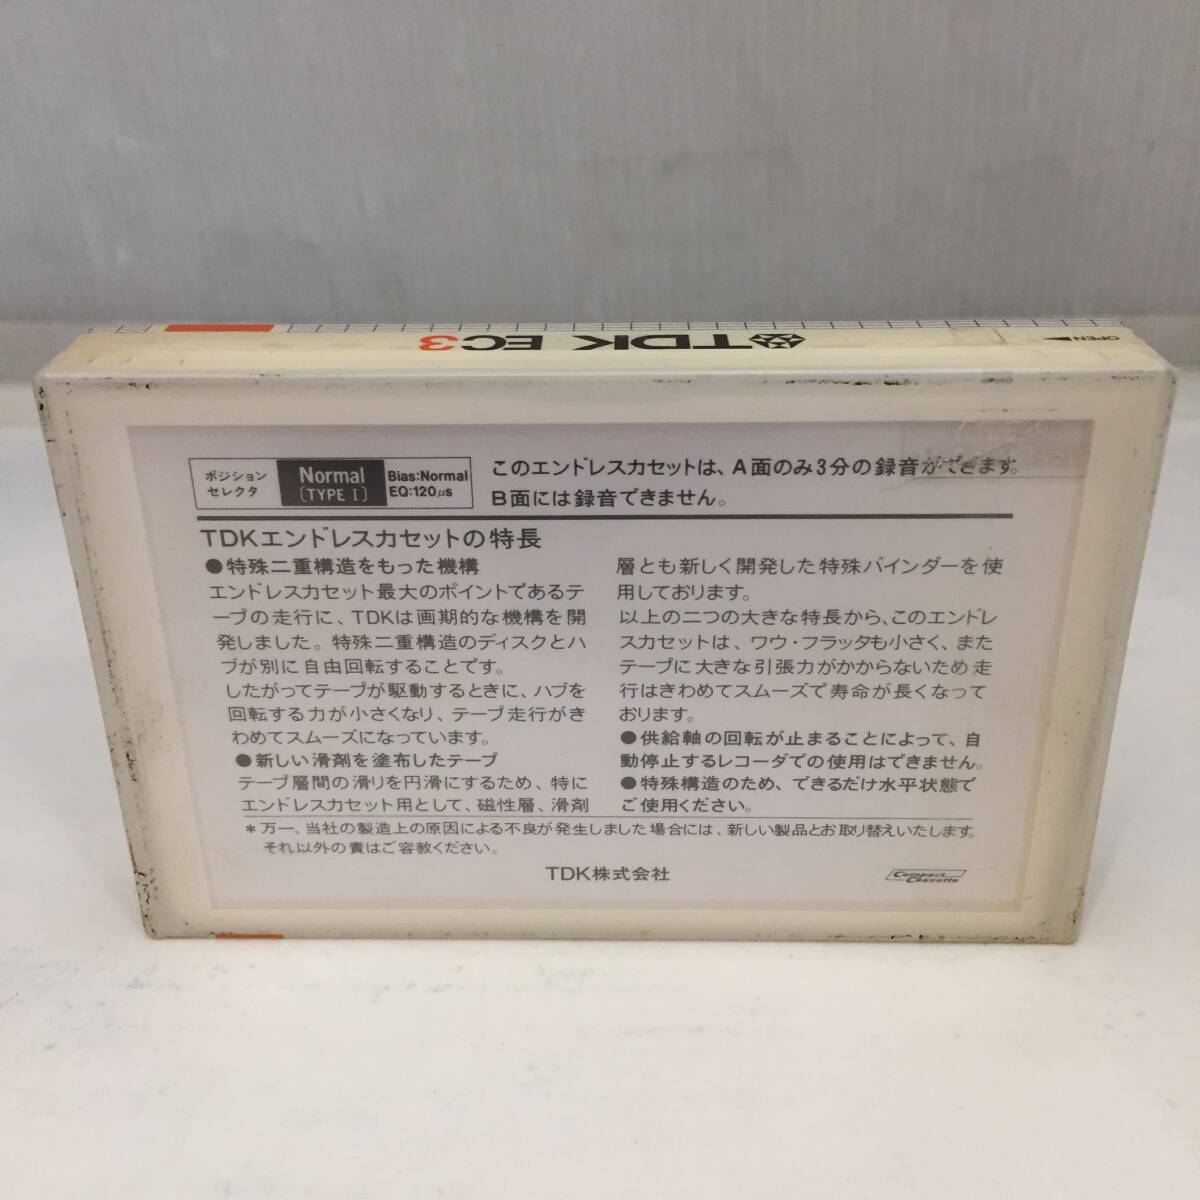 TDK EC3
OPEN
ポジション
セレクタ
Normal
(TYPE I)
Bias:Normal
EQ:120μs
このエンドレスカセットは、A面のみ3分の録音ができます。
B面には録音できません。
TDKエンドレスカセットの特長
●特殊二重構造をもった機構
エンドレスカセット最大のポイントであるテ
ープの走行に、TDKは画期的な機構を開
発しました。特殊二重構造のディスクとハ
ブが別に自由回転することです。
したがってテープが駆動するときに、ハブを
回転する力が小さくなり、テープ走行がき
わめてスムーズになっています。
●新しい滑剤を塗布したテープ
テープ層間の滑りを円滑にするため、特に
エンドレスカセット用として、磁性層、滑剤
層とも新しく開発した特殊バインダーを使
用しております。
以上の二つの大きな特長から、このエンドレ
スカセットは、ワウ・フラッタも小さく、また
テープに大きな引張力がかからないため走
行はきわめてスムーズで寿命が長くなって
おります。
●供給軸の回転が止まることによって、自
動停止するレコーダでの使用はできません。
●特殊構造のため、できるだけ水平状態で
ご使用ください。
*万一、当社の製造上の原因による不良が発生しました場合には、新しい製品とお取り替えいたします。
それ以外の責はご容赦ください。
TDK株式会社
Compact
Cassette